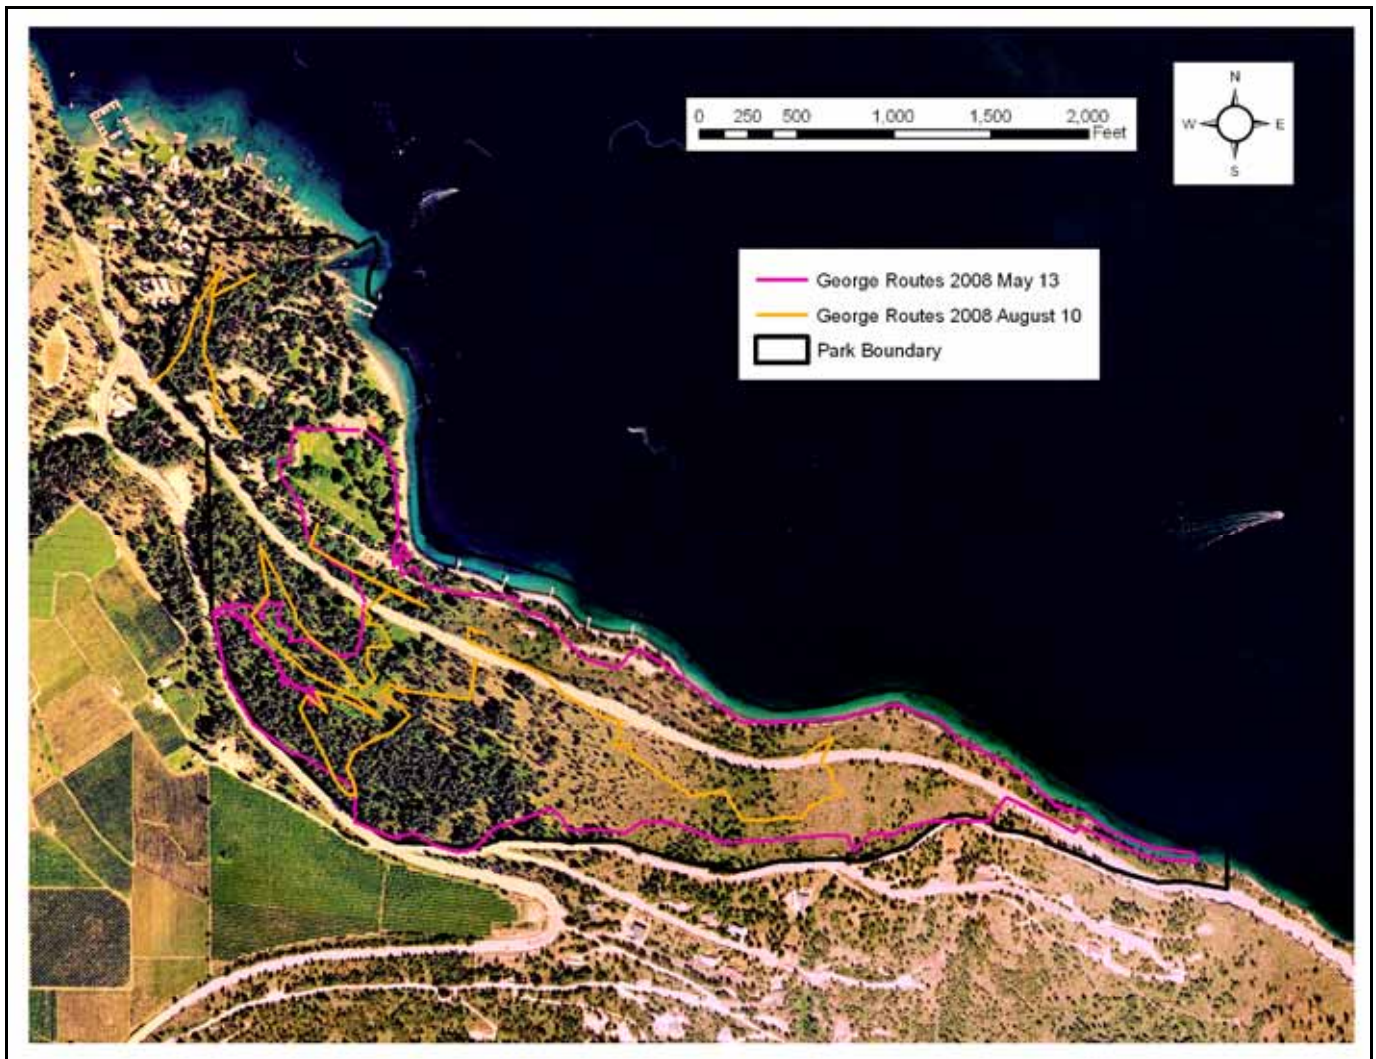 N
W E
S
0 250 500 1,000 1,500 2,000
Feet
George Routes 2008 May 13
George Routes 2008 August 10
Park Boundary